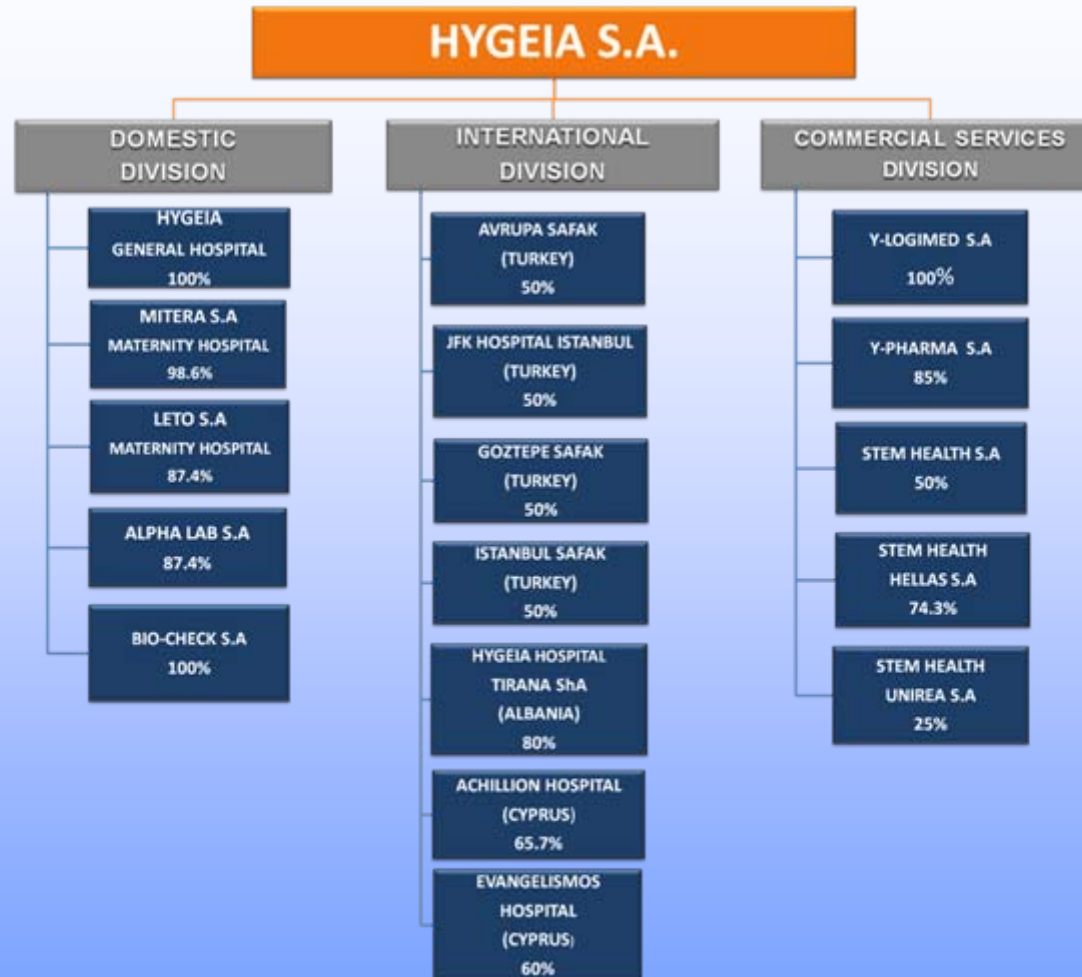 HYGEIA S.A.
DOMESTIC
DIVISION
HYGEIA
GENERAL HOSPITAL
100%
MITERA S.A
MATERNITY HOSPITAL
98.6%
LETO S.A
MATERNITY HOSPITAL
87.4%
ALPHA LAB S.A
87.4%
BIO-CHECK S.A
100%
INTERNATIONAL
DIVISION
AVRUPA SAFAK
(TURKEY)
50%
JFK HOSPITAL ISTANBUL
(TURKEY)
50%
GOZTEPE SAFAK
(TURKEY)
50%
ISTANBUL SAFAK
(TURKEY)
50%
HYGEIA HOSPITAL
TIRANA ShA
(ALBANIA)
80%
ACHILLION HOSPITAL
(CYPRUS)
65.7%
EVANGELISMOS
HOSPITAL
(CYPRUS)
60%
COMMERCIAL SERVICES
DIVISION
Y-LOGIMED S.A
100%
Y-PHARMA S.A
85%
STEM HEALTH S.A
50%
STEM HEALTH
HELLAS S.A
74.3%
STEM HEALTH
UNIREA S.A
25%